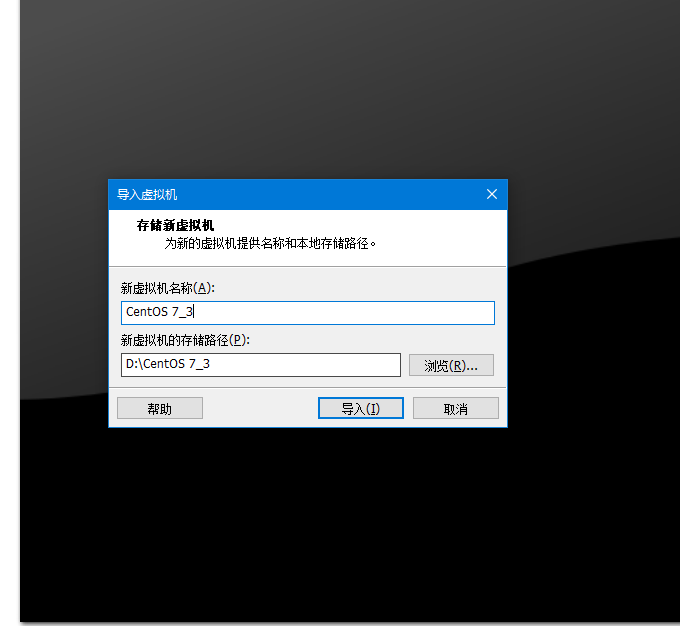 导入虚拟机
存储新虚拟机
为新的虚拟机提供名称和本地存储路径。
新虚拟机名称(A):
CentOS 7_3
新虚拟机的存储路径(P):
D:\CentOS 7_3
浏览(R)...
帮助
导入(I)
取消